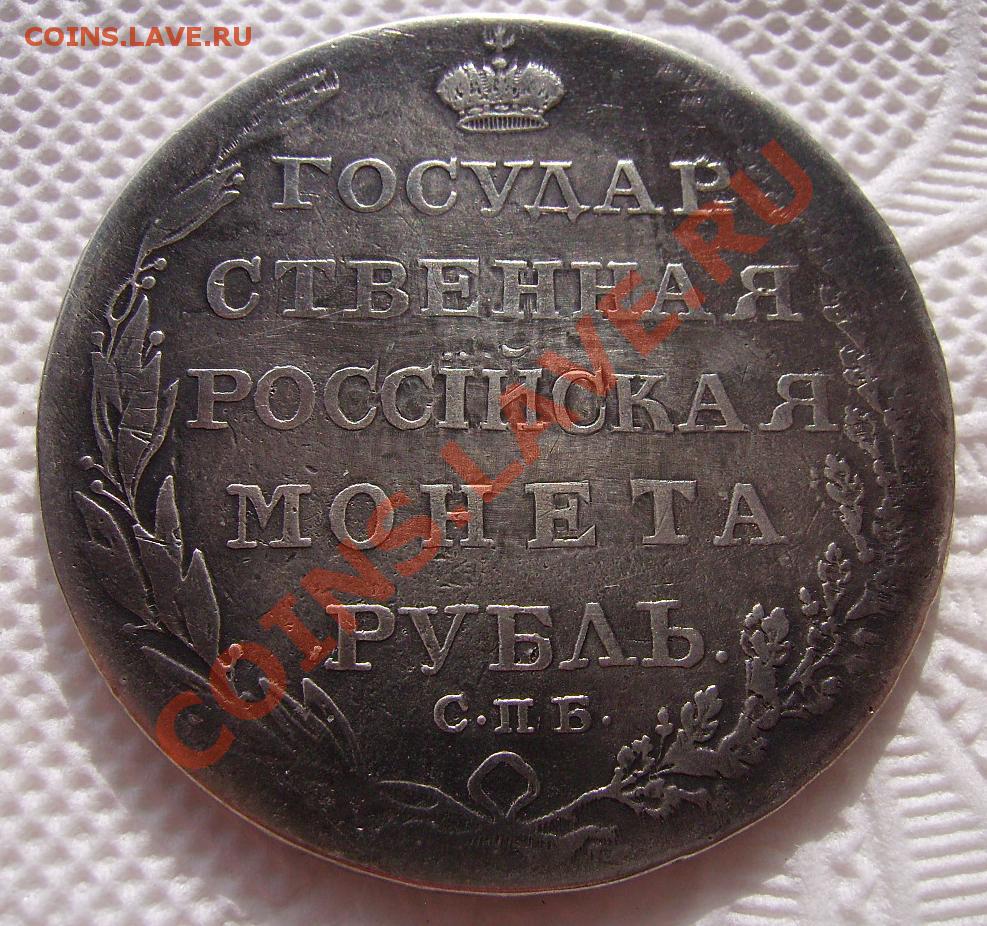 COINS.LAVE.RU
ГОСУДАР
СТВЕННАЯ
РОССІЙСКАЯ
МОНЕТА
РУБЛЬ.
С·П Б·
COINS.LAVE.RU